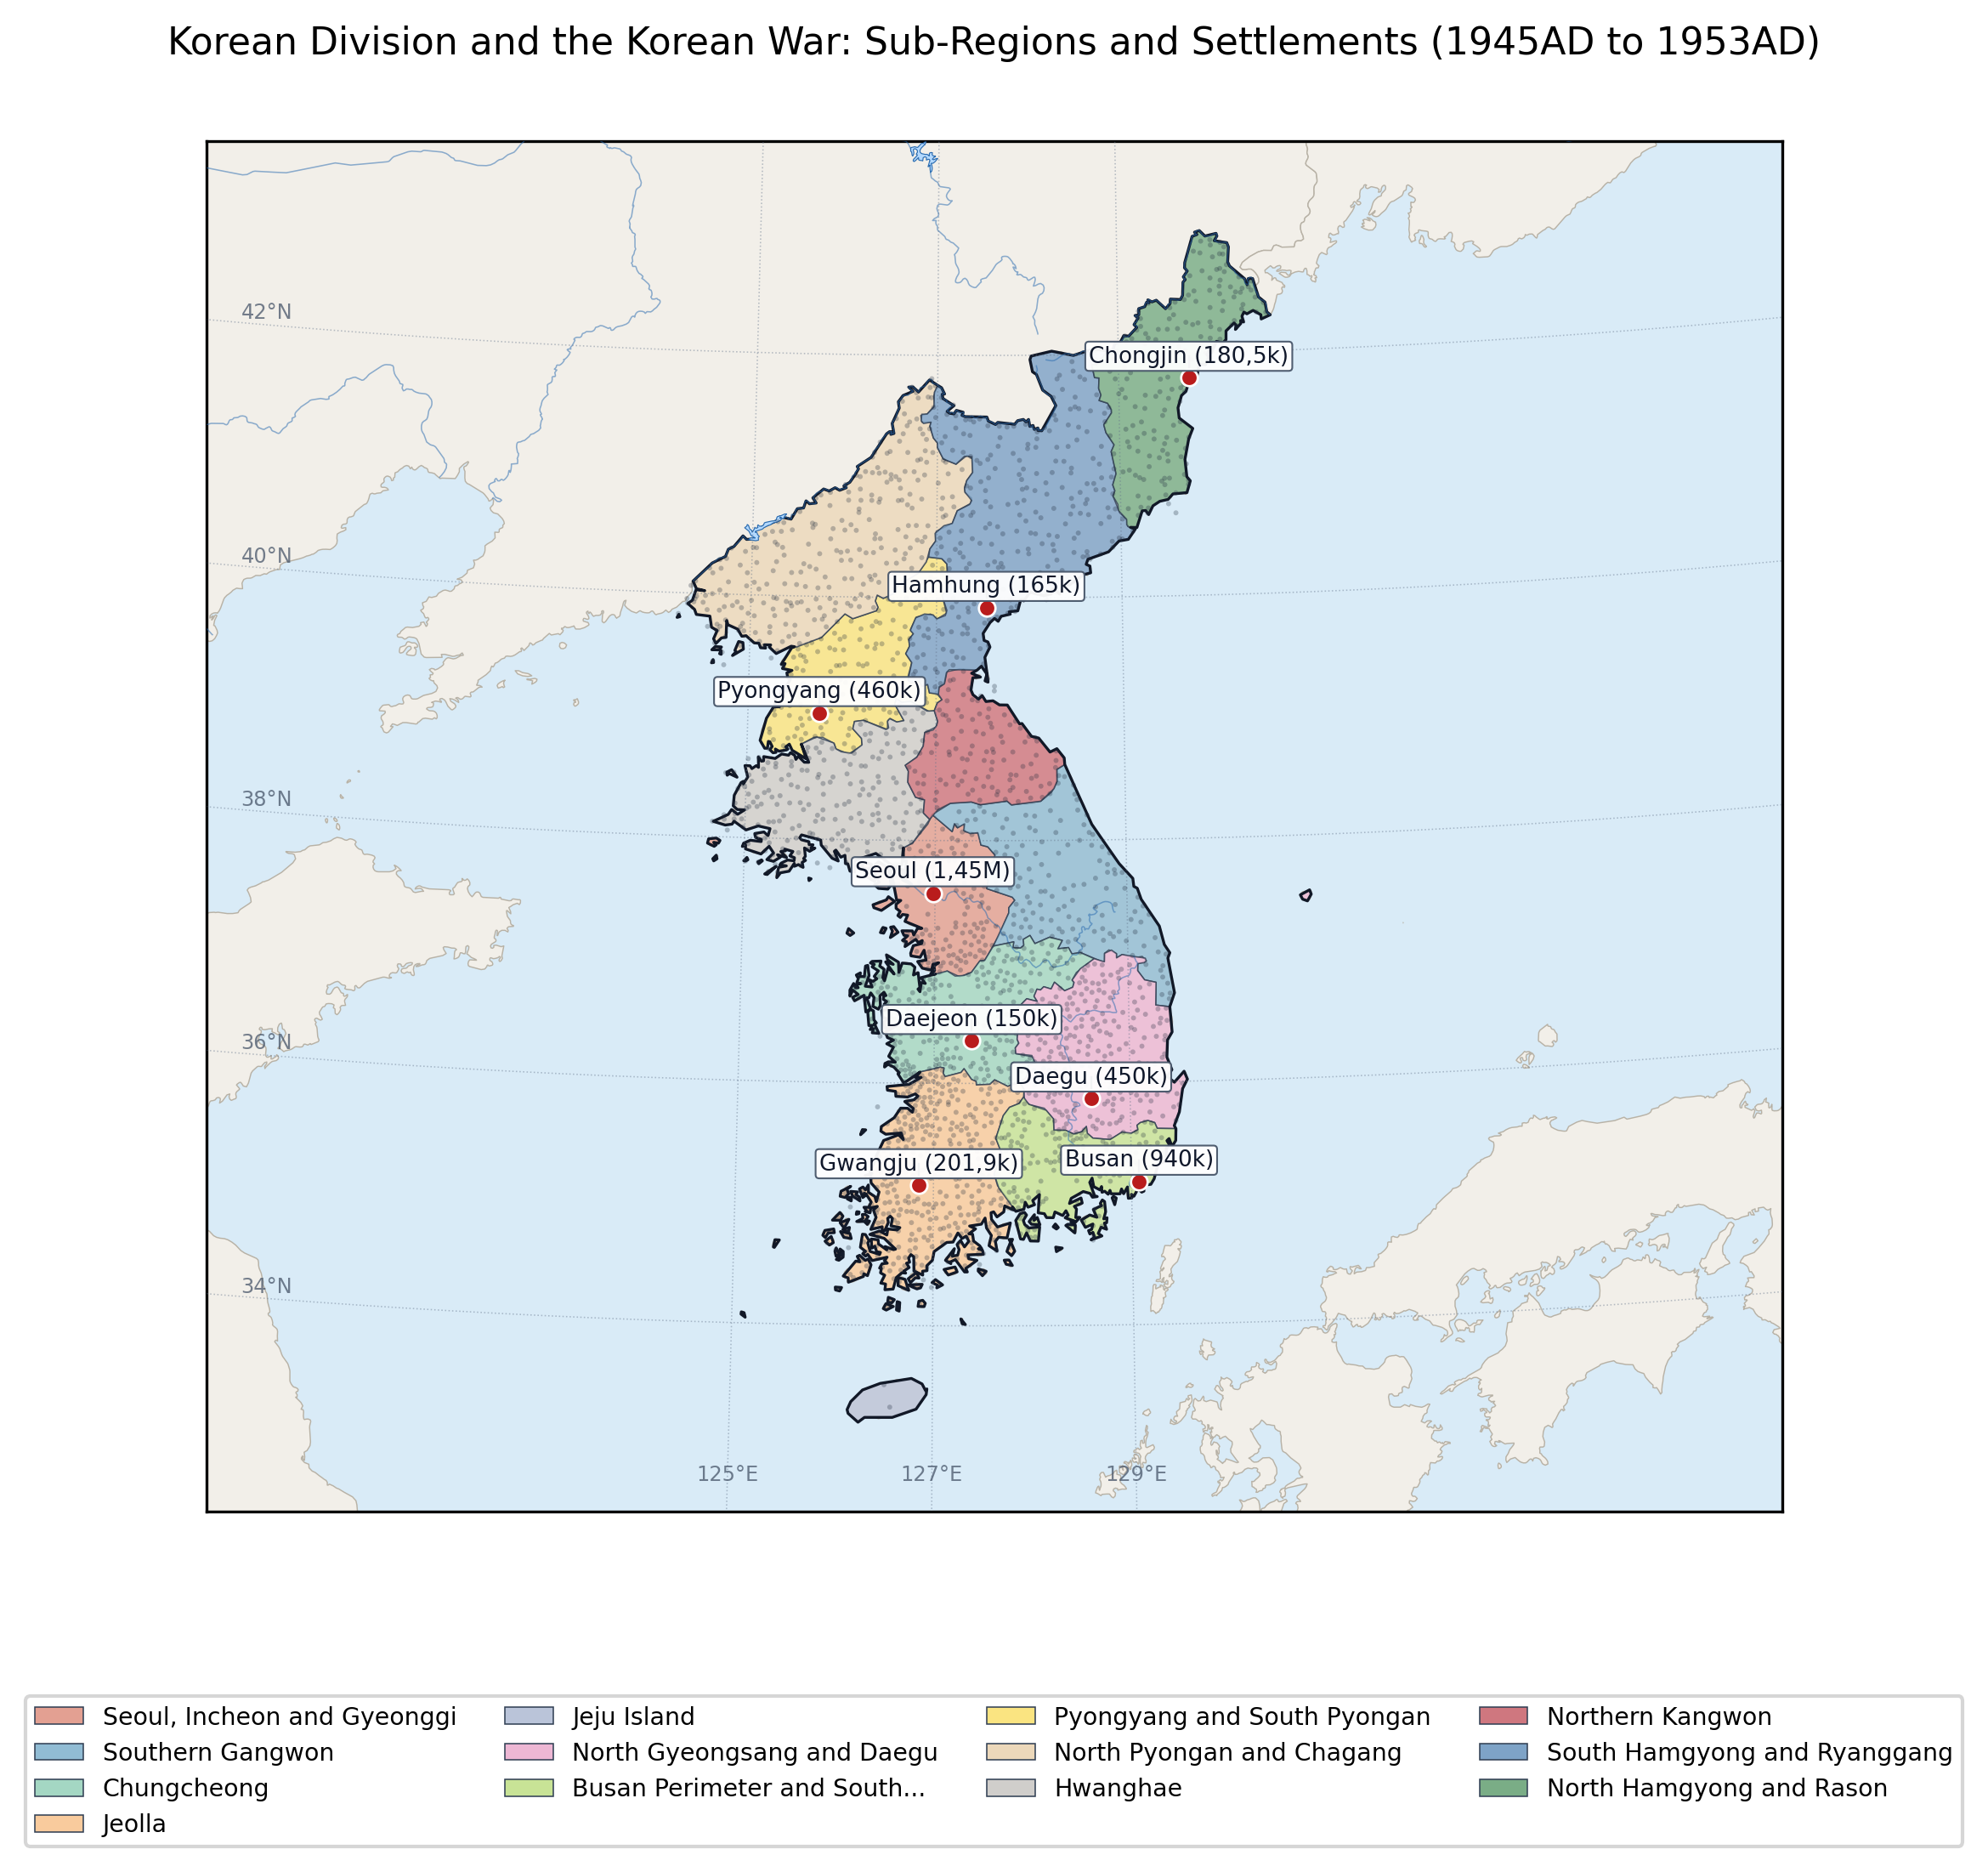 Korean Division and the Korean War: Sub-Regions and Settlements (1945AD to 1953AD)
42°N
Chongjin (180,5k)
40°N
Hamhung (165k)
Pyongyang (460k)
38°N
Seoul (1,45M)
Daejeon (150k)
36°N
Daegu (450k)
Gwangju (201,9k)
Busan (940k)
34°N
125°E
127°E
129°E
Seoul, Incheon and Gyeonggi
Southern Gangwon
Chungcheong
Jeolla
Jeju Island
North Gyeongsang and Daegu
Busan Perimeter and South...
Pyongyang and South Pyongan
North Pyongan and Chagang
Hwanghae
Northern Kangwon
South Hamgyong and Ryanggang
North Hamgyong and Rason